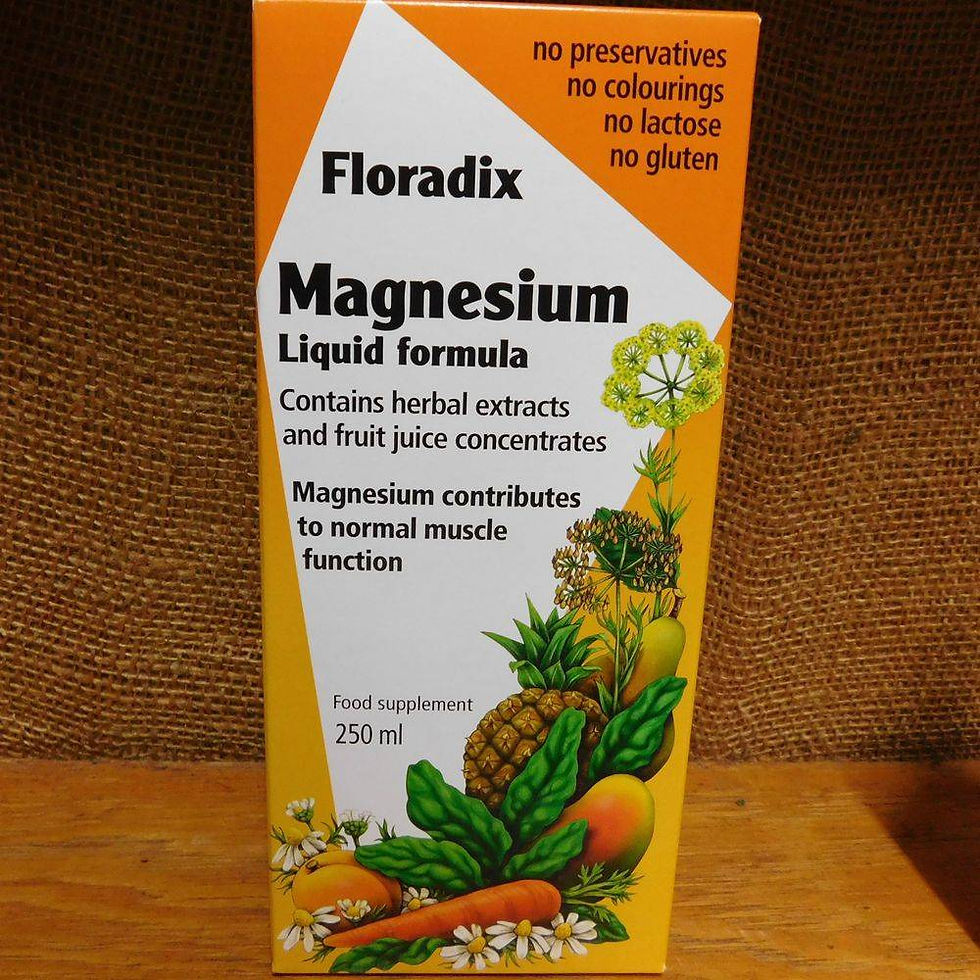 no preservatives
no colourings
no lactose
no gluten
Floradix
Magnesium
Liquid formula
Contains herbal extracts
and fruit juice concentrates
Magnesium contributes
to normal muscle
function
Food supplement
250 ml